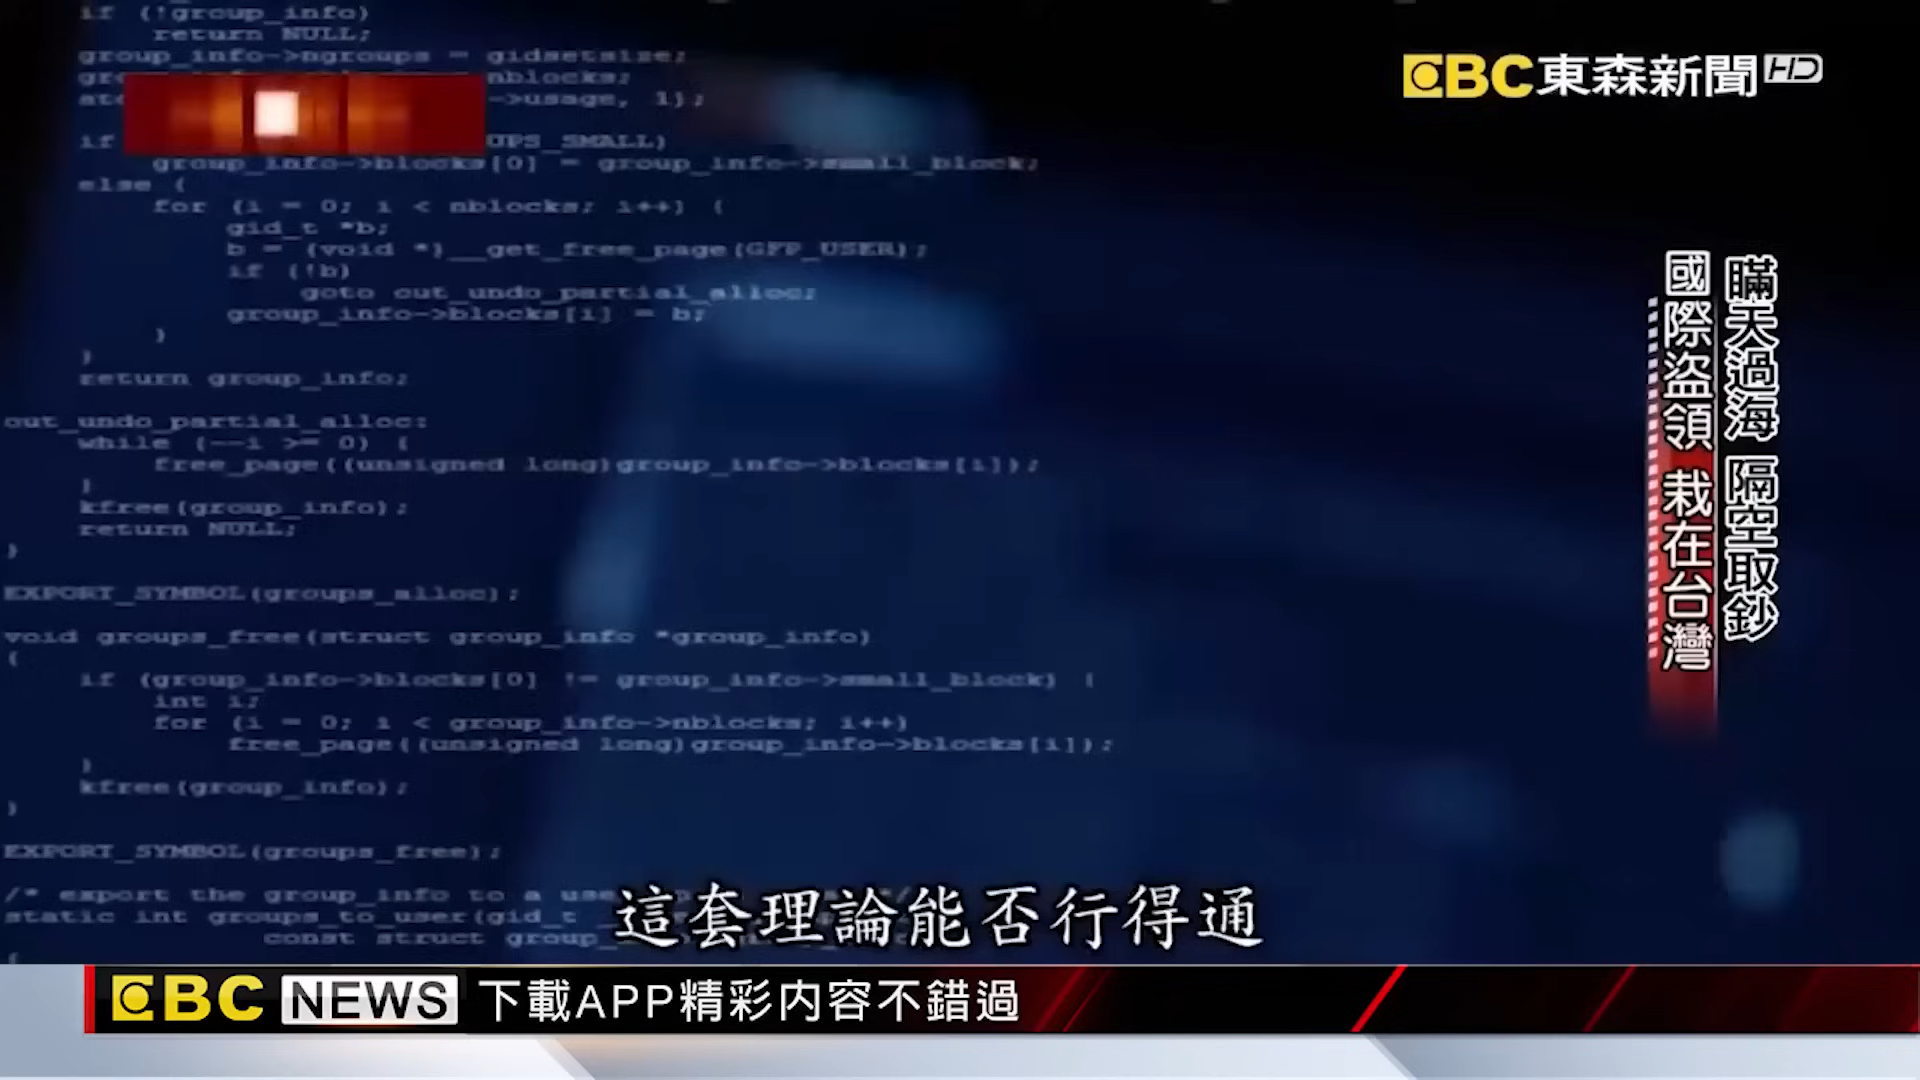 if (!group_info)
return NULL;
group_info->ngroups = gidsetsize;
nblocks;
->usage, 1);
EBC東森新聞HD
if
UPS_SMALL)
group_info->blocks[0] = group_info->small_block;
else {
for (i = 0; i < nblocks; i++) {
gid_t *b;
b = (void *)__get_free_page(GFP_USER);
if (!b)
goto out_undo_partial_alloc;
group_info->blocks[i] = b;
}
}
return group_info;
out_undo_partial_alloc:
while (--i >= 0) {
free_page((unsigned long)group_info->blocks[i]);
}
kfree(group_info);
return NULL;
}
EXPORT_SYMBOL(groups_alloc);
void groups_free(struct group_info *group_info)
{
if (group_info->blocks[0] != group_info->small_block) {
int i;
for (i = 0; i < group_info->nblocks; i++)
free_page((unsigned long)group_info->blocks[i]);
}
kfree(group_info);
}
EXPORT_SYMBOL(groups_free);
/* export the group_info to a
static int groups_to_user(gid_t
const struct
{
瞞天過海 隔空取鈔
國際盜領 栽在台灣
這套理論能否行得通
EBC NEWS 下載APP精彩內容不錯過